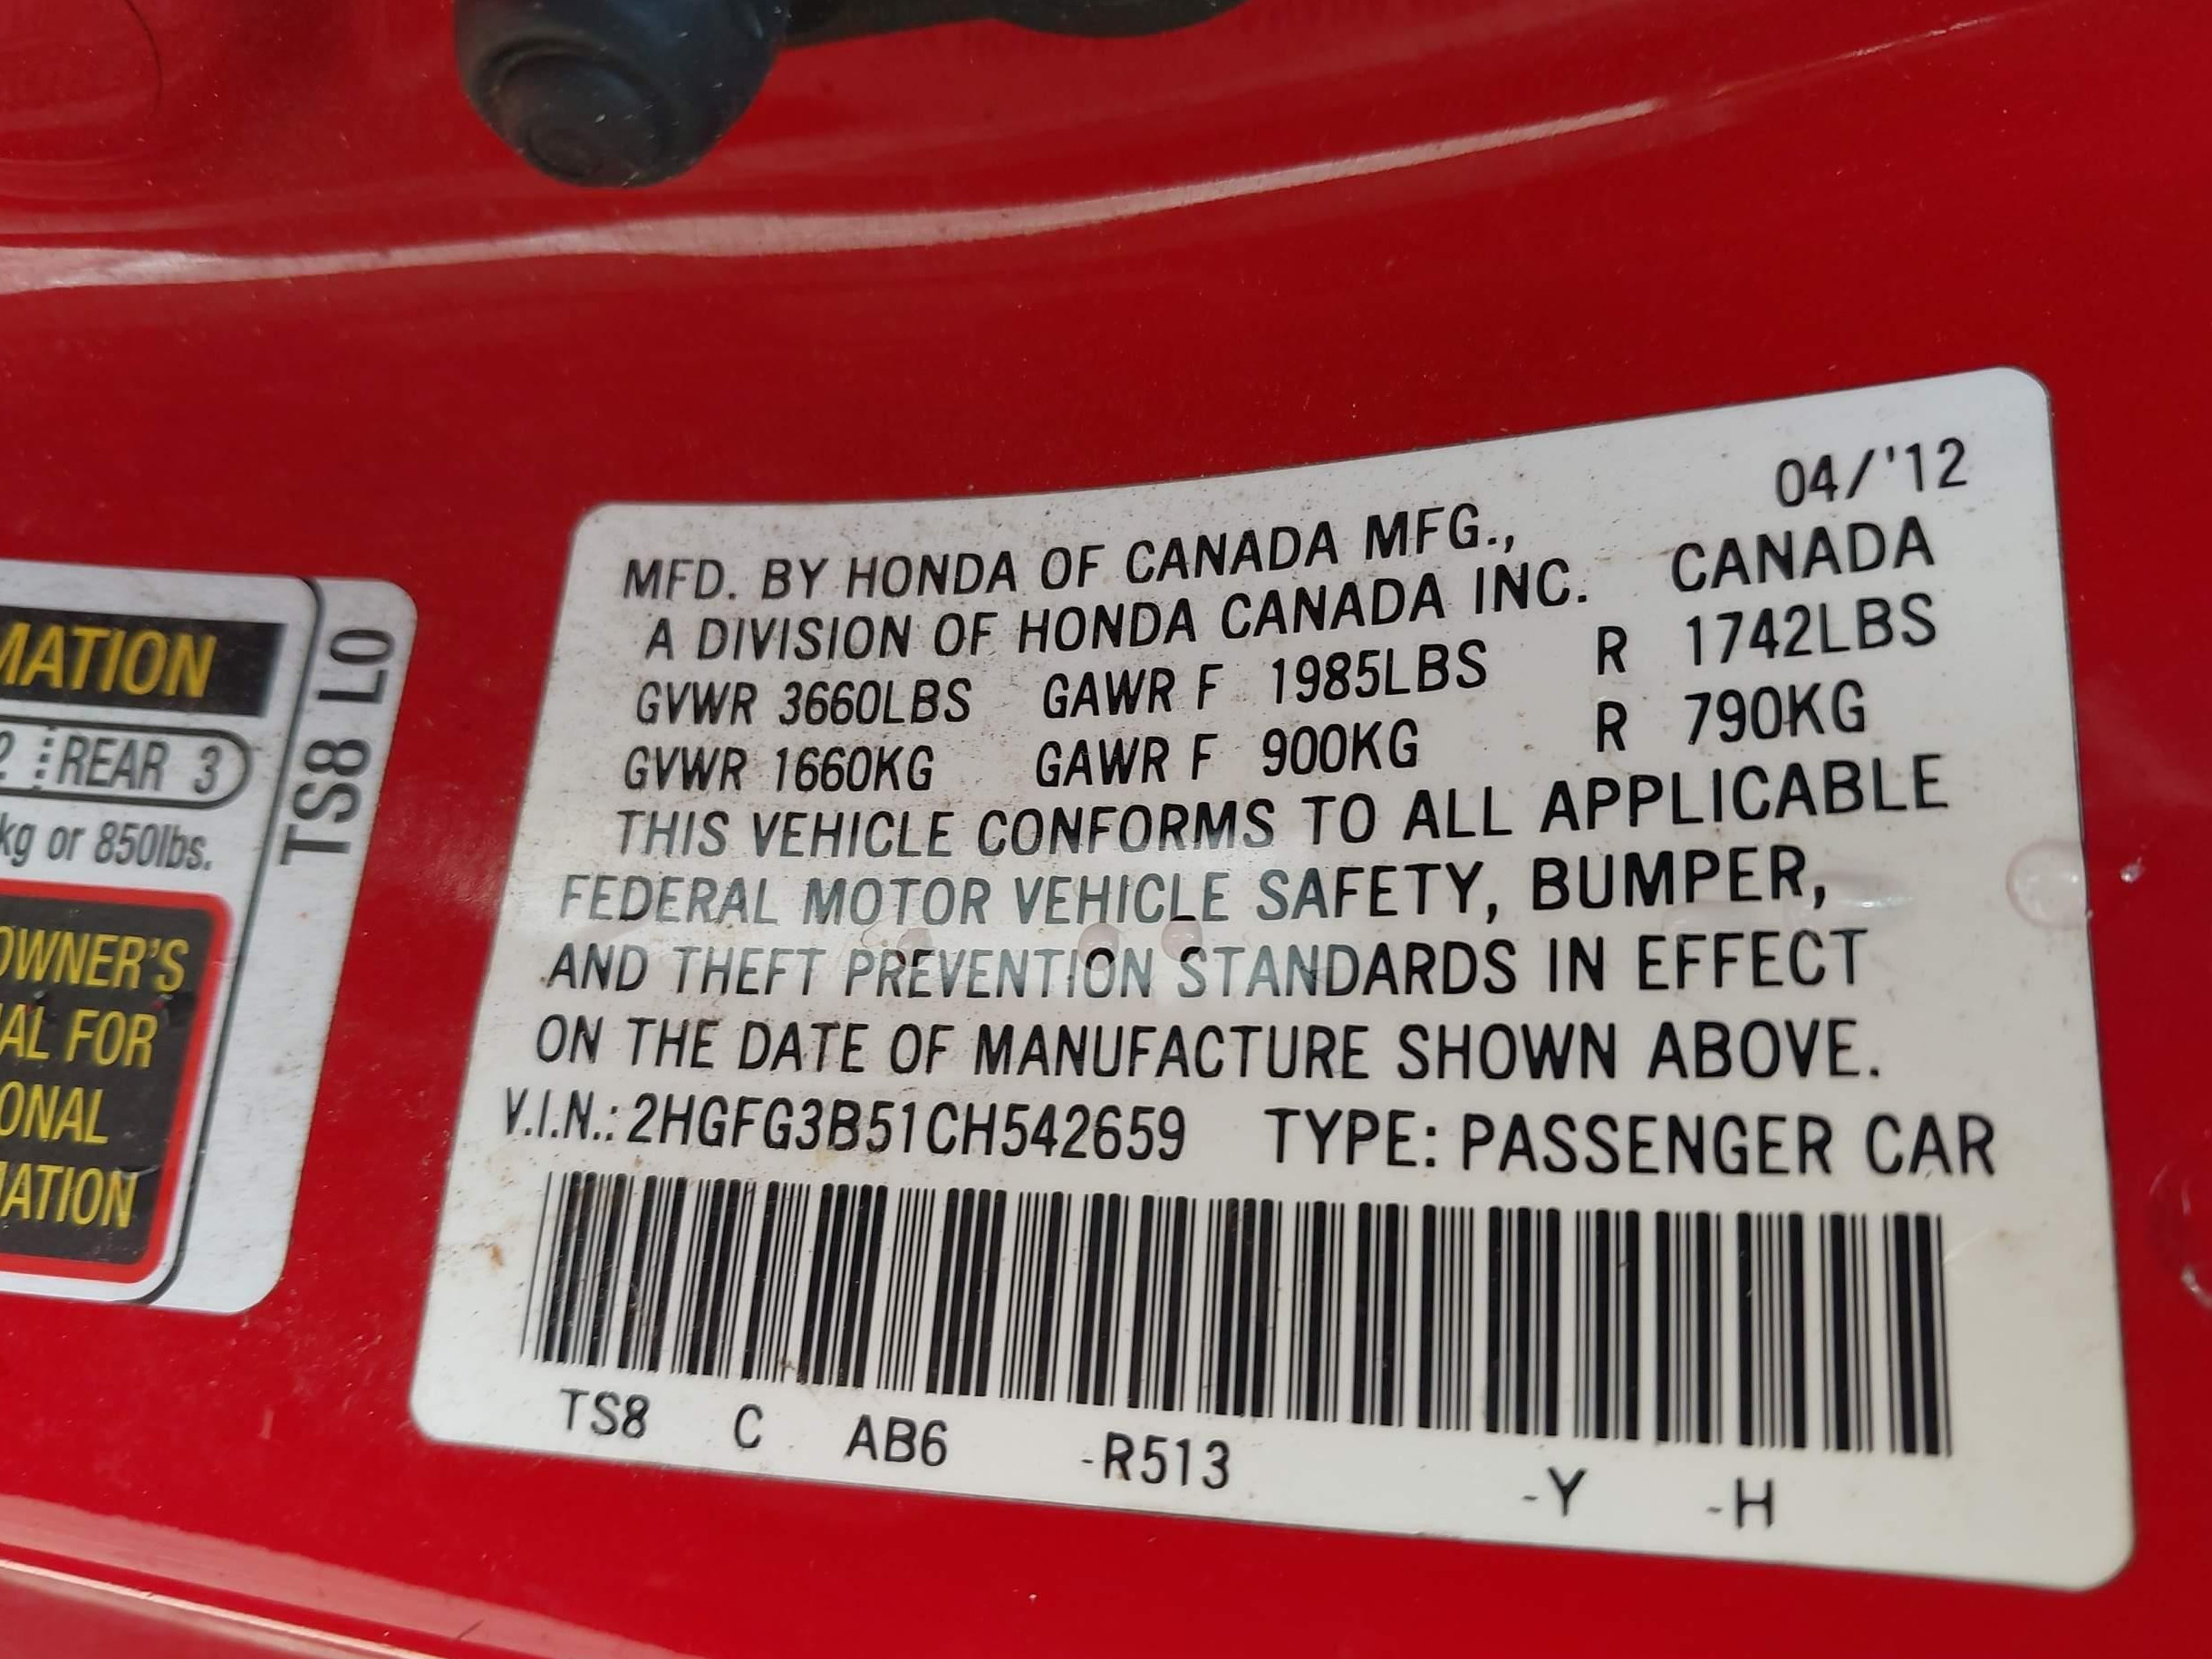 04/'12
MFD. BY HONDA OF CANADA MFG.,
A DIVISION OF HONDA CANADA INC. CANADA
GVWR 3660LBS GAWR F 1985LBS R 1742LBS
GVWR 1660KG GAWR F 900KG R 790KG
THIS VEHICLE CONFORMS TO ALL APPLICABLE
FEDERAL MOTOR VEHICLE SAFETY, BUMPER,
AND THEFT PREVENTION STANDARDS IN EFFECT
ON THE DATE OF MANUFACTURE SHOWN ABOVE.
V.I.N.: 2HGFG3B51CH542659 TYPE: PASSENGER CAR
TS8 C AB6 -R513 -Y -H
MATION
2 REAR 3
kg or 850lbs.
OWNER'S
AL FOR
ONAL
MATION
TS8 L0